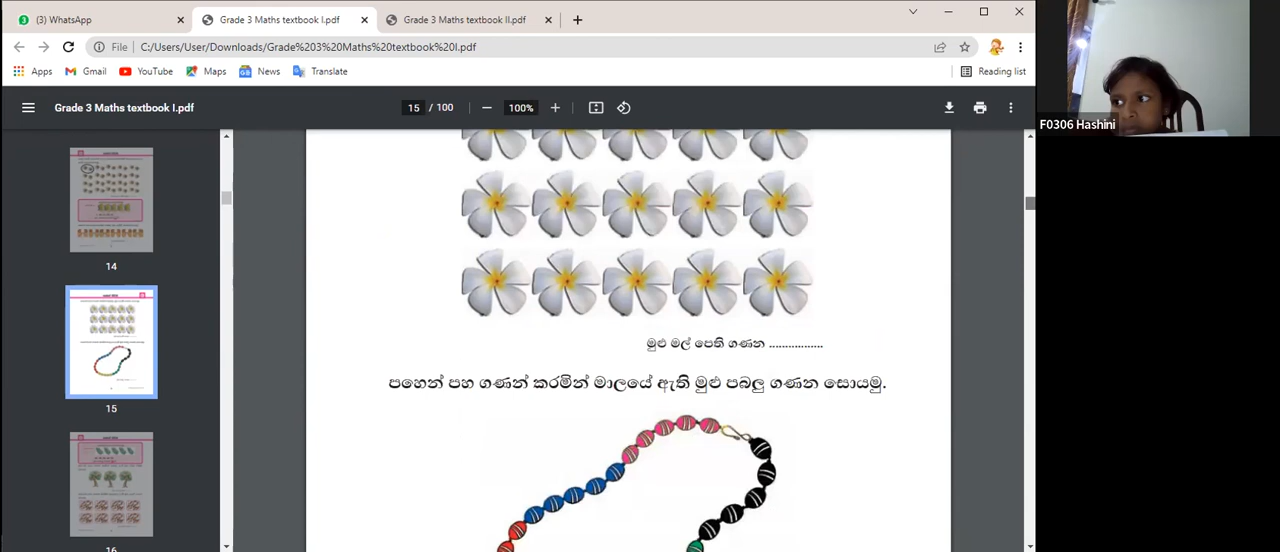 (3) WhatsApp
Grade 3 Maths textbook I.pdf
Grade 3 Maths textbook II.pdf
File C:/Users/User/Downloads/Grade%203%20Maths%20textbook%20I.pdf
Apps Gmail YouTube Maps News Translate Reading list
Grade 3 Maths textbook I.pdf
15 / 100
100%
F0306 Hashini
14
15
16
මුළු මල් පෙති ගණන ................
පහෙන් පහ ගණන් කරමින් මාලයේ ඇති මුළු පබලු ගණන සොයමු.